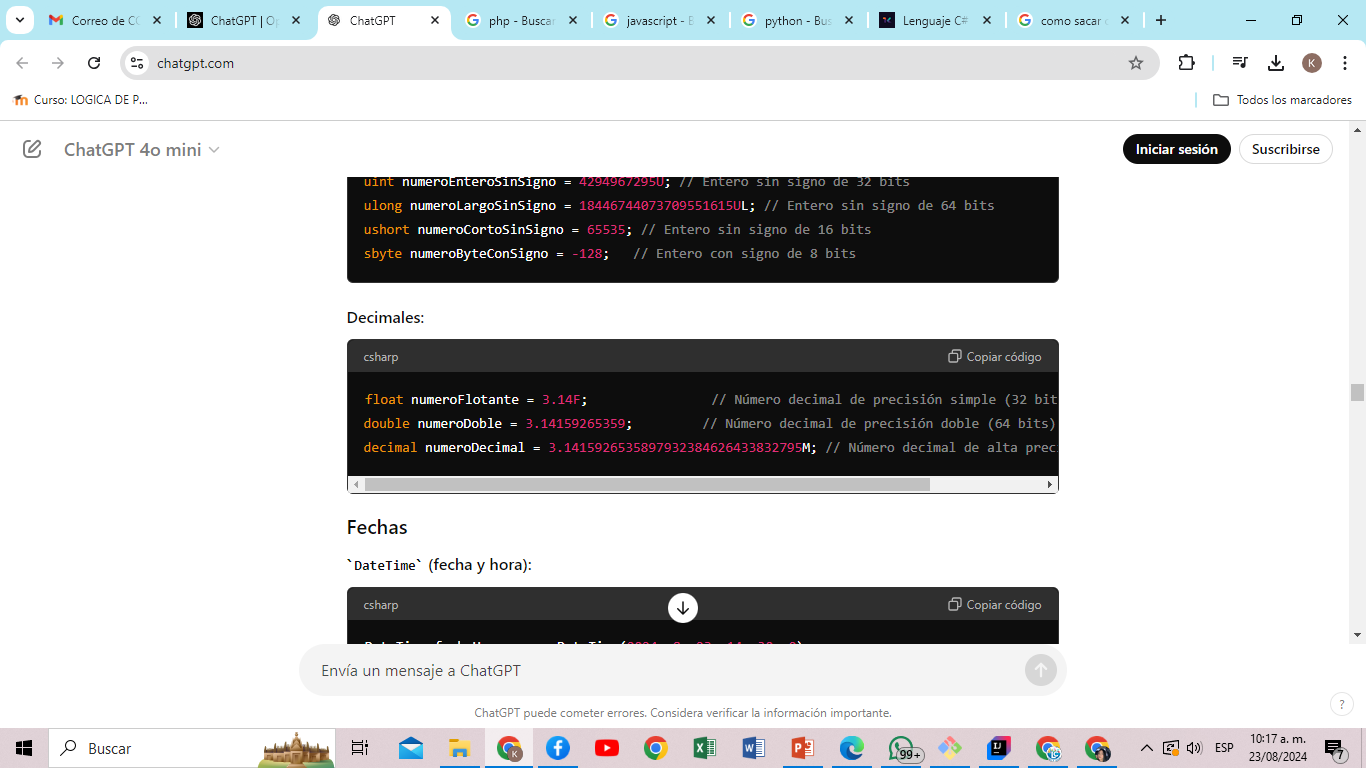 Correo de CC
ChatGPT | Op
ChatGPT
php - Buscar
javascript - B
python - Bus
Lenguaje C#
como sacar c
chatgpt.com
K
Curso: LOGICA DE P...
Todos los marcadores
ChatGPT 4o mini
Iniciar sesión
Suscribirse
uint numeroEnteroSinSigno = 4294967295U; // Entero sin signo de 32 bits
ulong numeroLargoSinSigno = 18446744073709551615UL; // Entero sin signo de 64 bits
ushort numeroCortoSinSigno = 65535; // Entero sin signo de 16 bits
sbyte numeroByteConSigno = -128;   // Entero con signo de 8 bits
Decimales:
csharp
Copiar código
float numeroFlotante = 3.14F;                // Número decimal de precisión simple (32 bit
double numeroDoble = 3.14159265359;         // Número decimal de precisión doble (64 bits)
decimal numeroDecimal = 3.1415926535897932384626433832795M; // Número decimal de alta prec
Fechas
`DateTime` (fecha y hora):
csharp
Copiar código
Envía un mensaje a ChatGPT
ChatGPT puede cometer errores. Considera verificar la información importante.
?
Buscar
99+
ESP
10:17 a. m.
23/08/2024
7